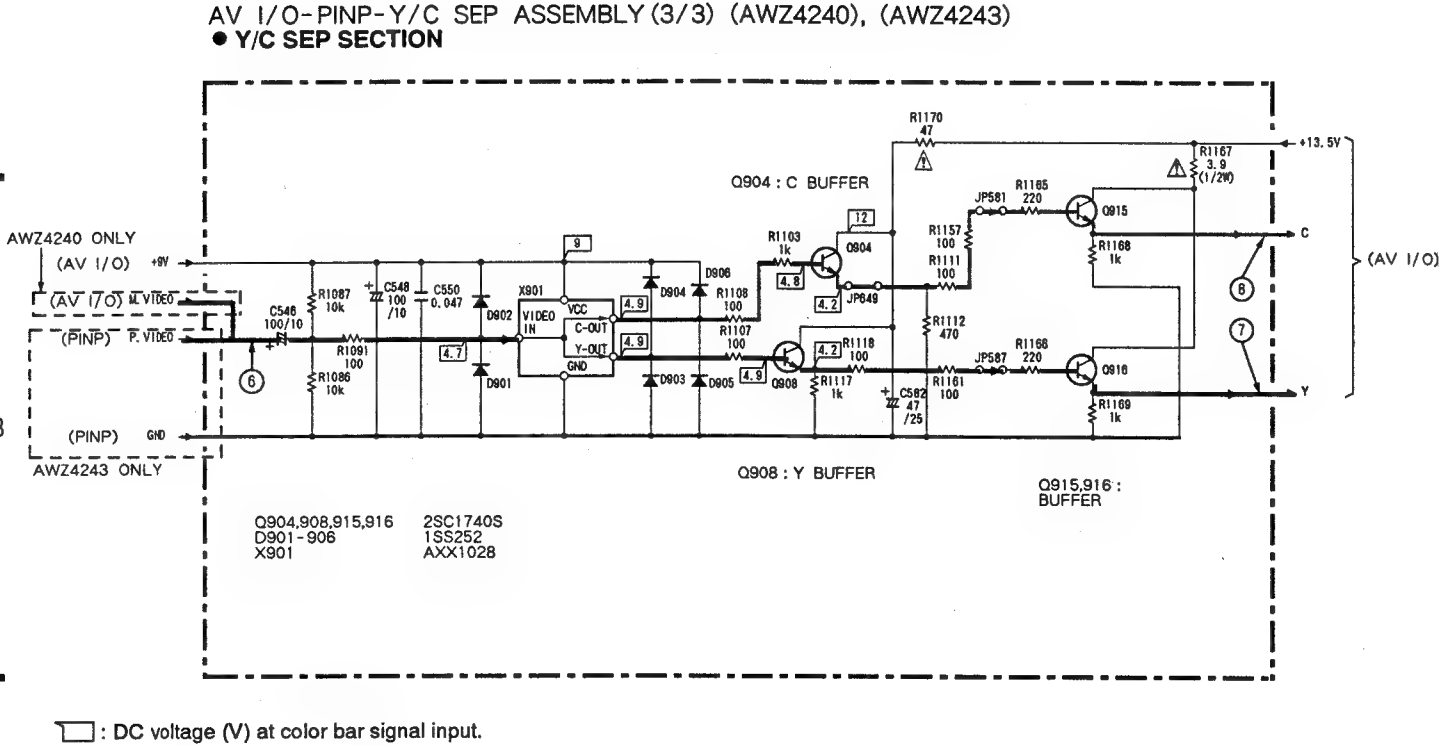 AV I/O-PINP-Y/C SEP ASSEMBLY (3/3) (AWZ4240), (AWZ4243)
● Y/C SEP SECTION
R1170
47
+13.5V
R1167
3.9
(1/2W)
Q904 : C BUFFER
R1165
220
JP581
Q915
12
AWZ4240 ONLY
(AV I/O) +9V
9
R1103
1k
Q904
R1157
100
R1111
100
R1168
1k
C
(AV I/O)
(AV I/O) M. VIDEO
C546
100/10
R1087
10k
C548
100
/10
C550
0.047
D902
X901
VCC
VIDEO
IN
C-OUT
Y-OUT
GND
4.9
4.9
D904
D906
R1108
100
R1107
100
4.8
4.2
JP649
8
7
(PINP) P. VIDEO
R1091
100
4.7
R1112
470
4.2
R1118
100
JP587
R1166
220
Q916
6
R1086
10k
D901
D903
D905
4.9
Q908
R1117
1k
C582
47
/25
R1161
100
R1169
1k
Y
(PINP) GND
AWZ4243 ONLY
Q908 : Y BUFFER
Q915,916 :
BUFFER
Q904,908,915,916 2SC1740S
D901-906 1SS252
X901 AXX1028
: DC voltage (V) at color bar signal input.